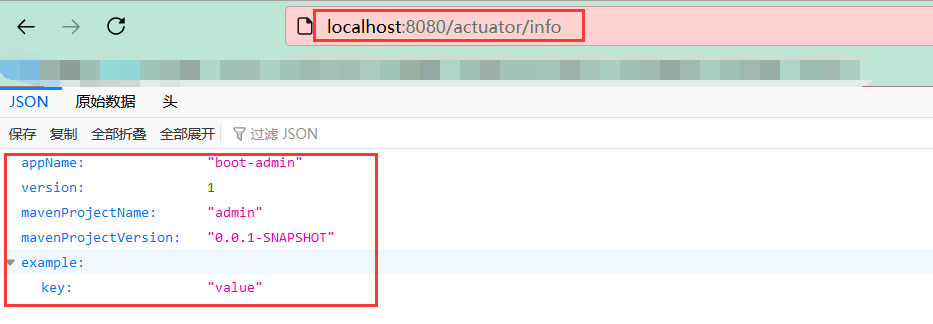 localhost:8080/actuator/info
JSON 原始数据 头
保存 复制 全部折叠 全部展开 过滤 JSON
appName: "boot-admin"
version: 1
mavenProjectName: "admin"
mavenProjectVersion: "0.0.1-SNAPSHOT"
example:
key: "value"